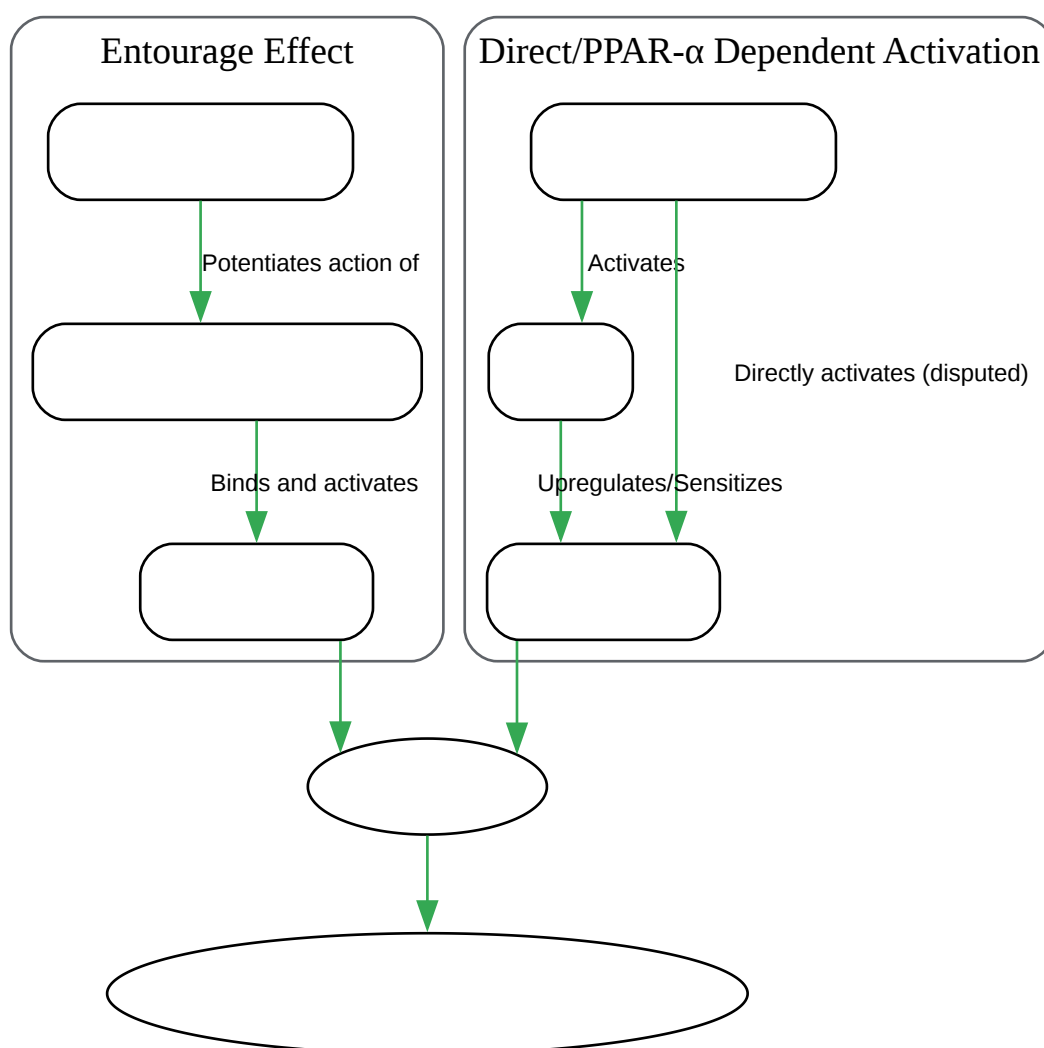 Entourage Effect
Direct/PPAR-α Dependent Activation
Potentiates action of
Activates
Directly activates (disputed)
Binds and activates
Upregulates/Sensitizes